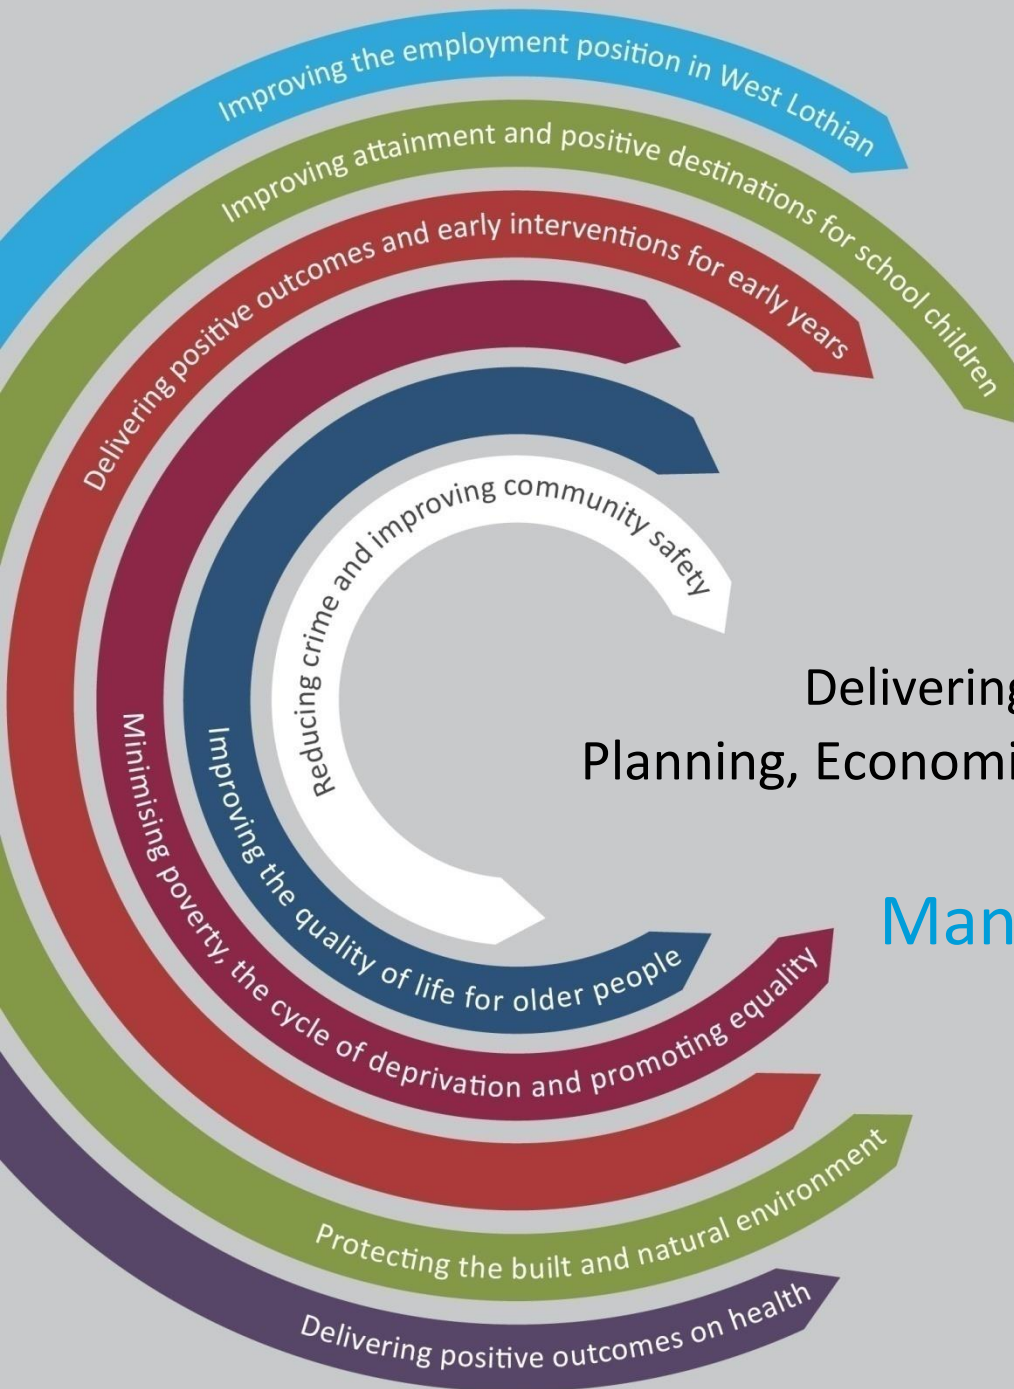 Improving the employment position in West Lothian
Improving attainment and positive destinations for school children
Delivering positive outcomes and early interventions for early years
Reducing crime and improving community safety
Delivering
Planning, Economi
Man
Improving the quality of life for older people
Minimising poverty, the cycle of deprivation and promoting equality
Protecting the built and natural environment
Delivering positive outcomes on health